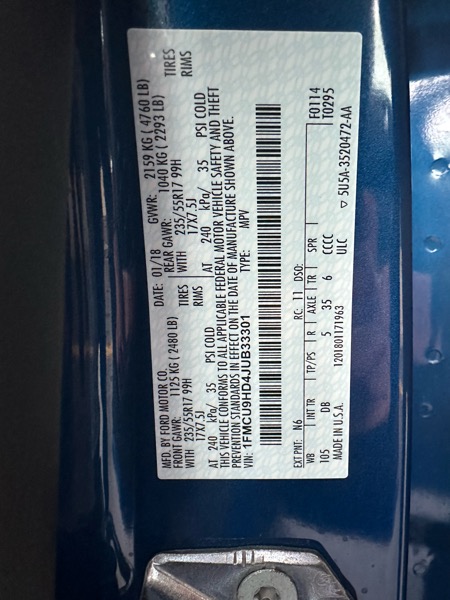 MFD. BY FORD MOTOR CO. DATE: 01/18 GVWR: 2159 KG ( 4760 LB)
FRONT GAWR: 1125 KG ( 2480 LB) REAR GAWR: 1040 KG ( 2293 LB)
WITH 235/55R17 99H TIRES WITH 235/55R17 99H TIRES
17X7.5J RIMS 17X7.5J RIMS
AT 240 kPa/ 35 PSI COLD AT 240 kPa/ 35 PSI COLD
THIS VEHICLE CONFORMS TO ALL APPLICABLE FEDERAL MOTOR VEHICLE SAFETY AND THEFT
PREVENTION STANDARDS IN EFFECT ON THE DATE OF MANUFACTURE SHOWN ABOVE.
VIN: 1FMCU9HD4JUB33301 TYPE: MPV
F0114
T0295
EXT PNT: N6 RC: 11 DSO:
WB INT TR TP/PS R AXLE TR SPR
105 DB 5 35 6 CCCC
MADE IN U.S.A. 1201801171963 ULC
▽ 5U5A-3520472-AA